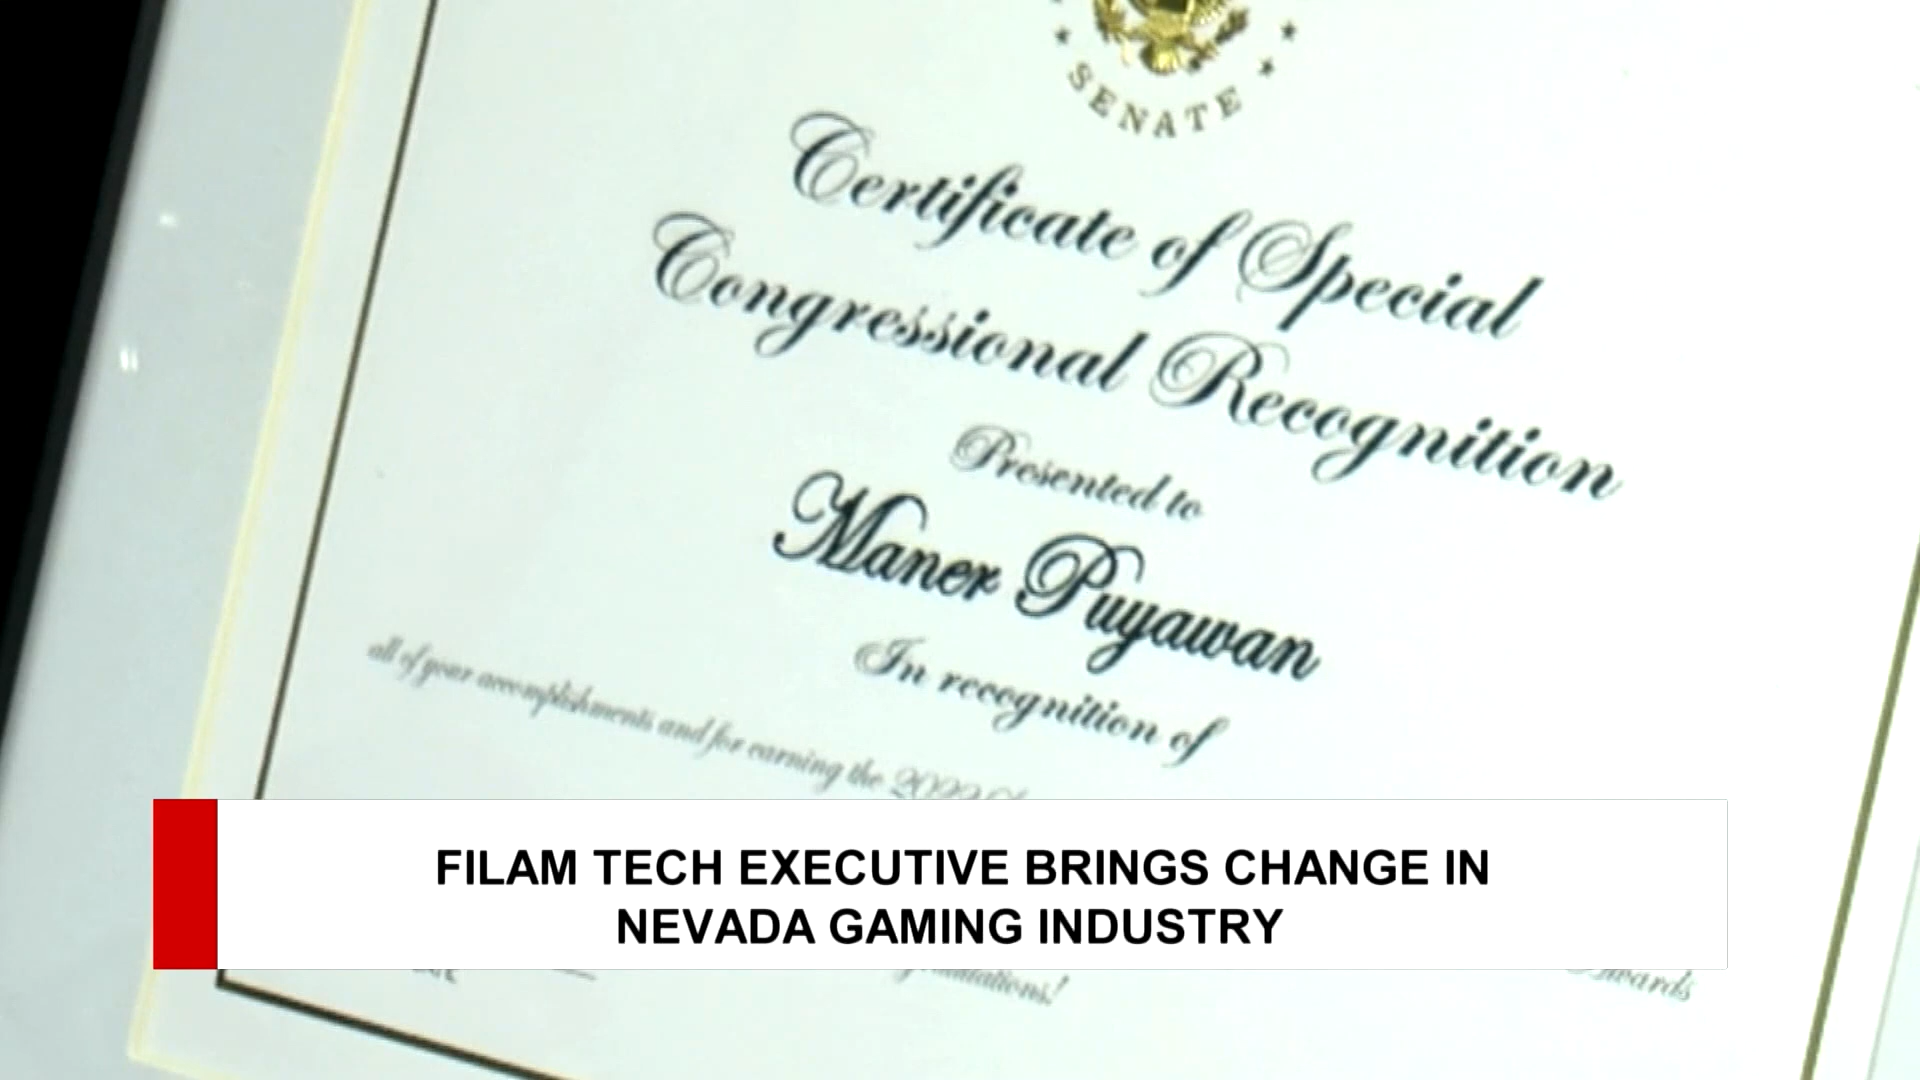 SENATE
Certificate of Special
Congressional Recognition
Presented to
Maner Puyawan
In recognition of
all of your accomplishments and for earning the 2022
FILAM TECH EXECUTIVE BRINGS CHANGE IN
NEVADA GAMING INDUSTRY